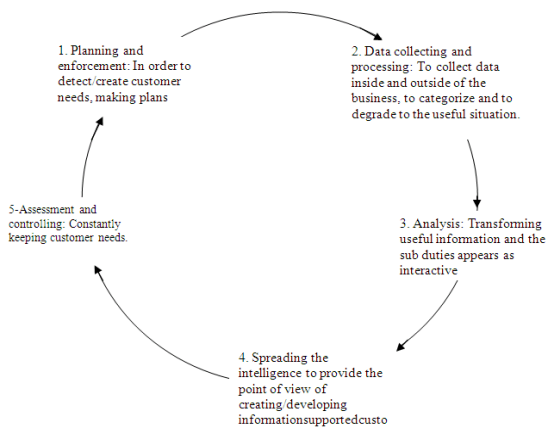 1. Planning and
enforcement: In order to
detect/create customer
needs, making plans
2. Data collecting and
processing: To collect data
inside and outside of the
business, to categorize and to
degrade to the useful situation.
3. Analysis: Transforming
useful information and the
sub duties appears as
interactive
4. Spreading the
intelligence to provide the
point of view of
creating/developing
informationsupportedcusto
5-Assessment and
controlling: Constantly
keeping customer needs.